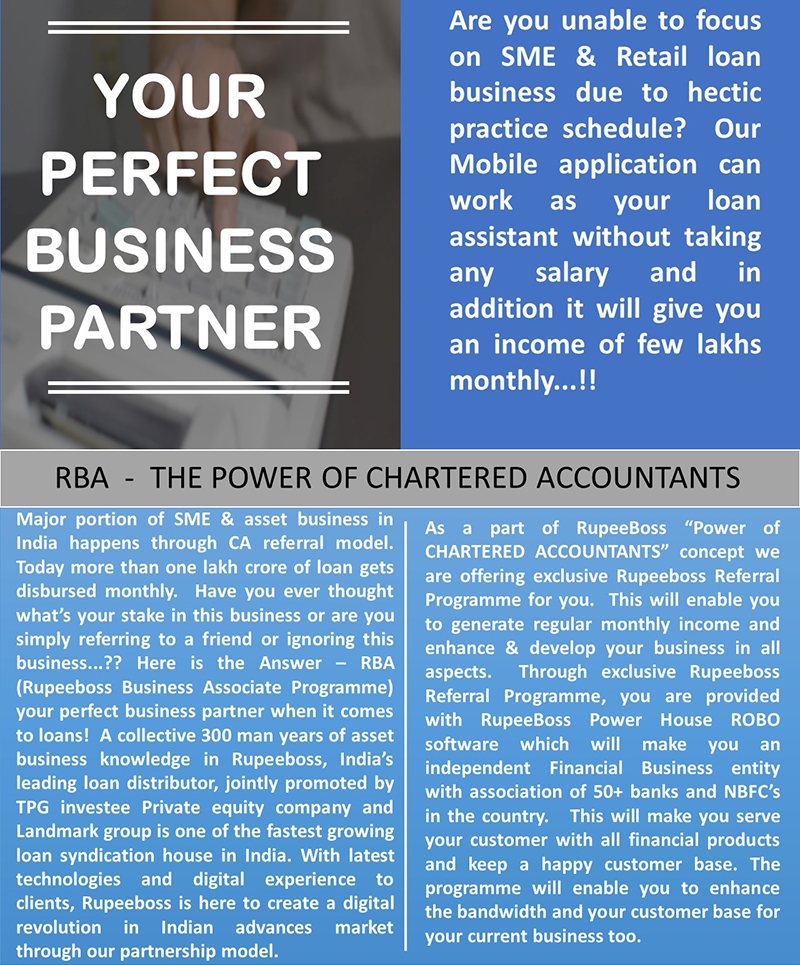 YOUR
PERFECT
BUSINESS
PARTNER
Are you unable to focus
on SME & Retail loan
business due to hectic
practice schedule? Our
Mobile application can
work as your loan
assistant without taking
any salary and in
addition it will give you
an income of few lakhs
monthly...!!
RBA - THE POWER OF CHARTERED ACCOUNTANTS
Major portion of SME & asset business in
India happens through CA referral model.
Today more than one lakh crore of loan gets
disbursed monthly. Have you ever thought
what's your stake in this business or are you
simply referring to a friend or ignoring this
business...?? Here is the Answer – RBA
(Rupeeboss Business Associate Programme)
your perfect business partner when it comes
to loans! A collective 300 man years of asset
business knowledge in Rupeeboss, India's
leading loan distributor, jointly promoted by
TPG investee Private equity company and
Landmark group is one of the fastest growing
loan syndication house in India. With latest
technologies and digital experience to
clients, Rupeeboss is here to create a digital
revolution in Indian advances market
through our partnership model.
As a part of RupeeBoss "Power of
CHARTERED ACCOUNTANTS" concept we
are offering exclusive Rupeeboss Referral
Programme for you. This will enable you
to generate regular monthly income and
enhance & develop your business in all
aspects. Through exclusive Rupeeboss
Referral Programme, you are provided
with RupeeBoss Power House ROBO
software which will make you an
independent Financial Business entity
with association of 50+ banks and NBFC's
in the country. This will make you serve
your customer with all financial products
and keep a happy customer base. The
programme will enable you to enhance
the bandwidth and your customer base for
your current business too.